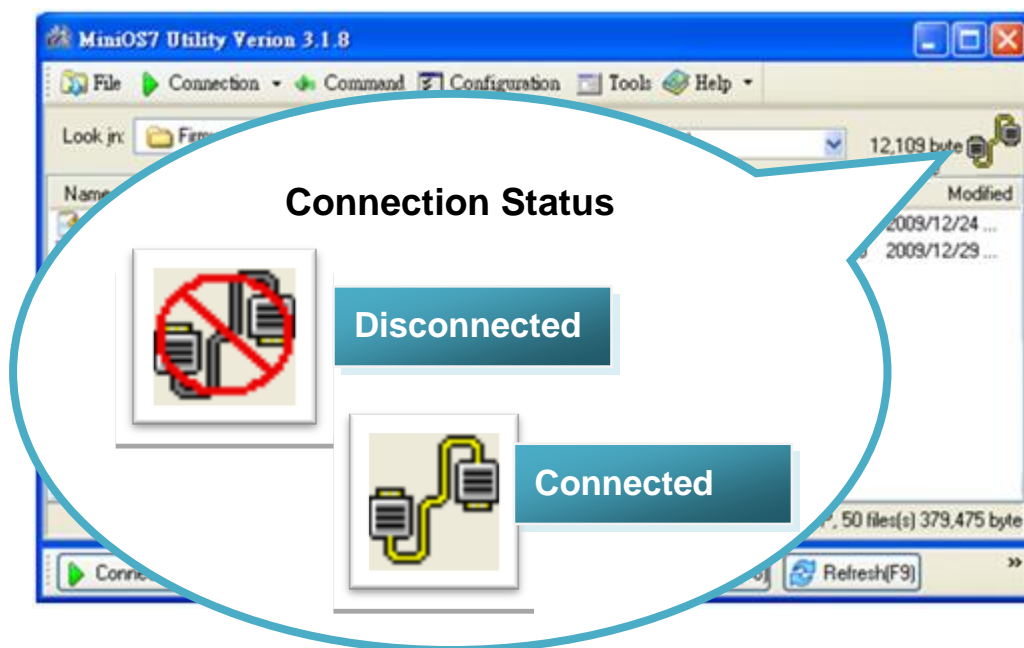 MiniOS7 Utility Verion 3.1.8
File Connection Command Configuration Tools Help
Look in: 12,109 byte
Name Modified
Connection Status
2009/12/24 ...
2009/12/29 ...
Disconnected
Connected
50 files(s) 379,475 byte
Refresh(F9) »